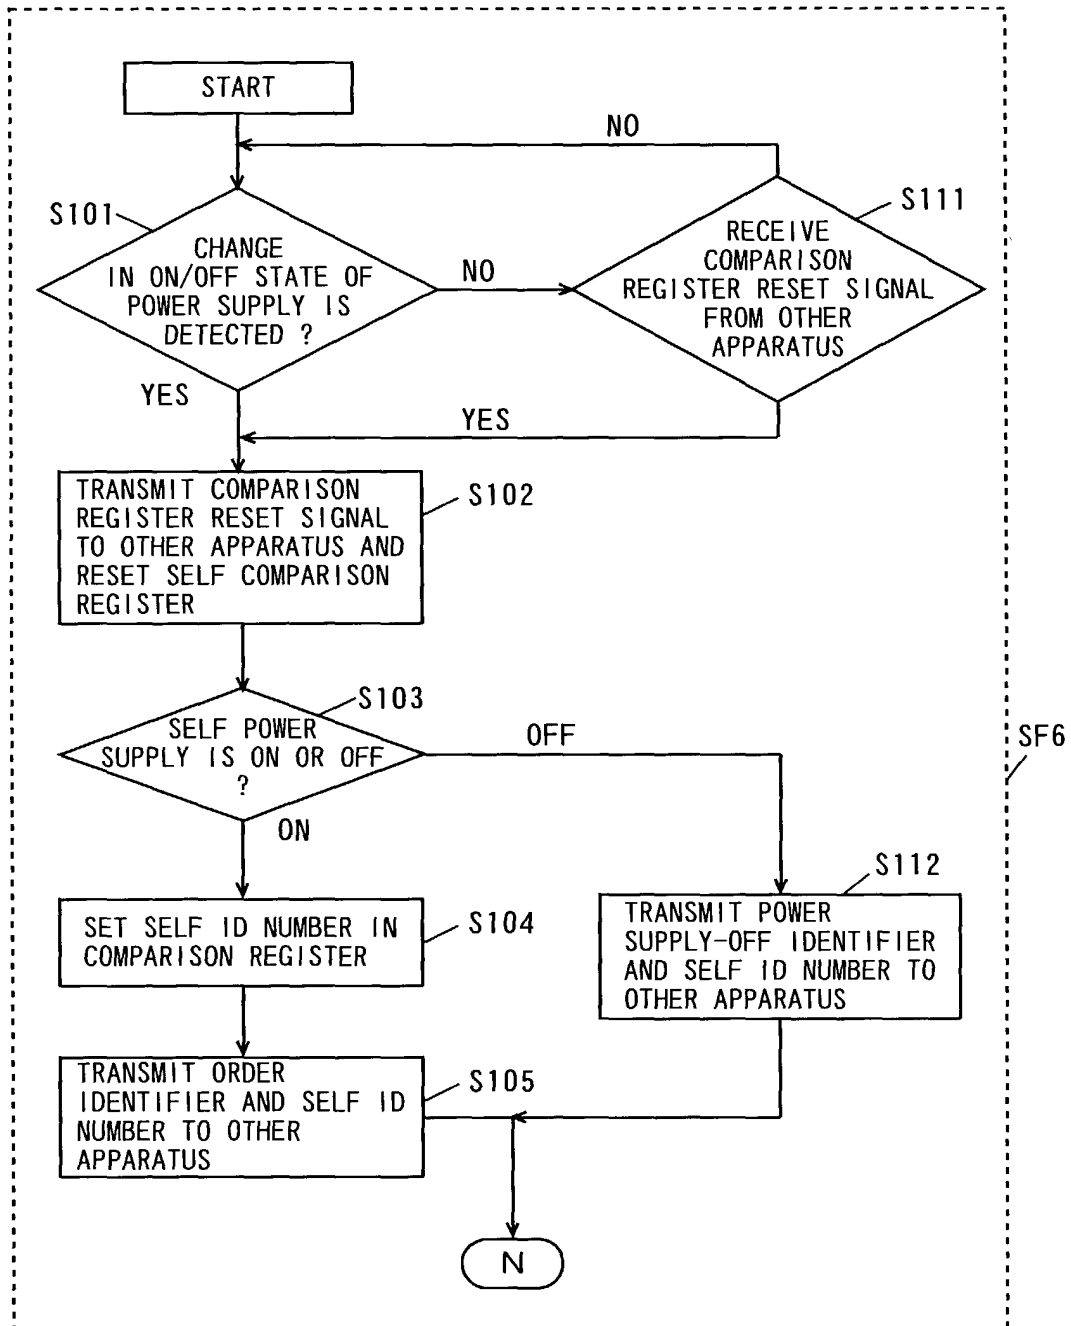 START
NO
S101
CHANGE
IN ON/OFF STATE OF
POWER SUPPLY IS
DETECTED ?
NO
S111
RECEIVE
COMPARISON
REGISTER RESET SIGNAL
FROM OTHER
APPARATUS
YES
YES
TRANSMIT COMPARISON
REGISTER RESET SIGNAL
TO OTHER APPARATUS AND
RESET SELF COMPARISON
REGISTER
S102
S103
SELF POWER
SUPPLY IS ON OR OFF
?
OFF
SF6
ON
S112
SET SELF ID NUMBER IN
COMPARISON REGISTER
S104
TRANSMIT POWER
SUPPLY-OFF IDENTIFIER
AND SELF ID NUMBER TO
OTHER APPARATUS
TRANSMIT ORDER
IDENTIFIER AND SELF ID
NUMBER TO OTHER
APPARATUS
S105
N